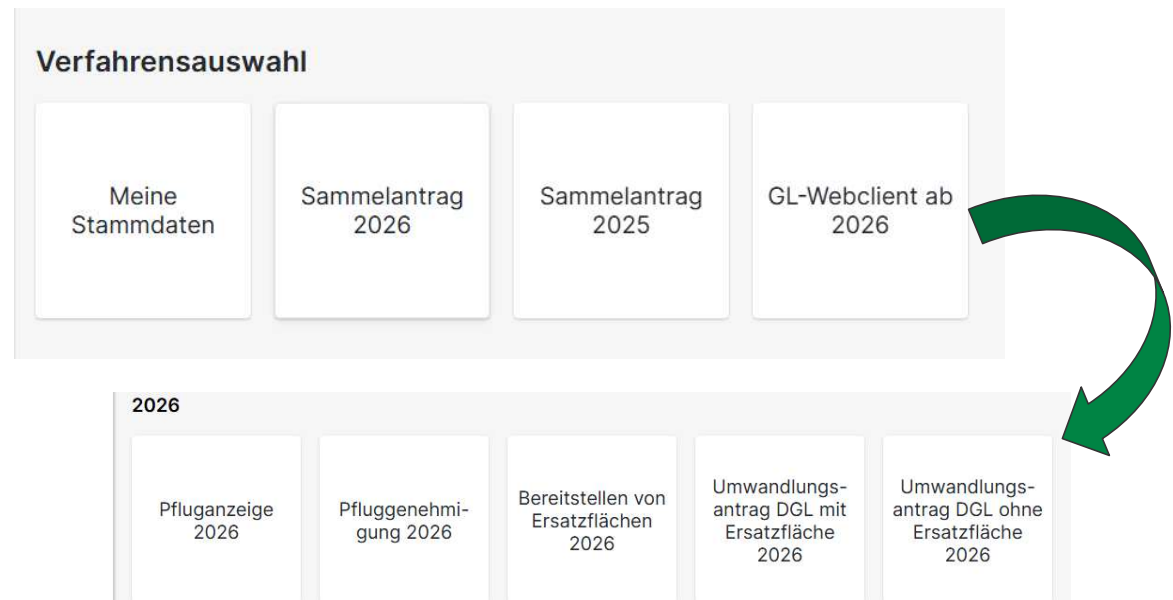 Verfahrensauswahl
Meine
Stammdaten
Sammelantrag
2026
Sammelantrag
2025
GL-Webclient ab
2026
2026
Pfluganzeige
2026
Pfluggenehmi-
gung 2026
Bereitstellen von
Ersatzflächen
2026
Umwandlungs-
antrag DGL mit
Ersatzfläche
2026
Umwandlungs-
antrag DGL ohne
Ersatzfläche
2026